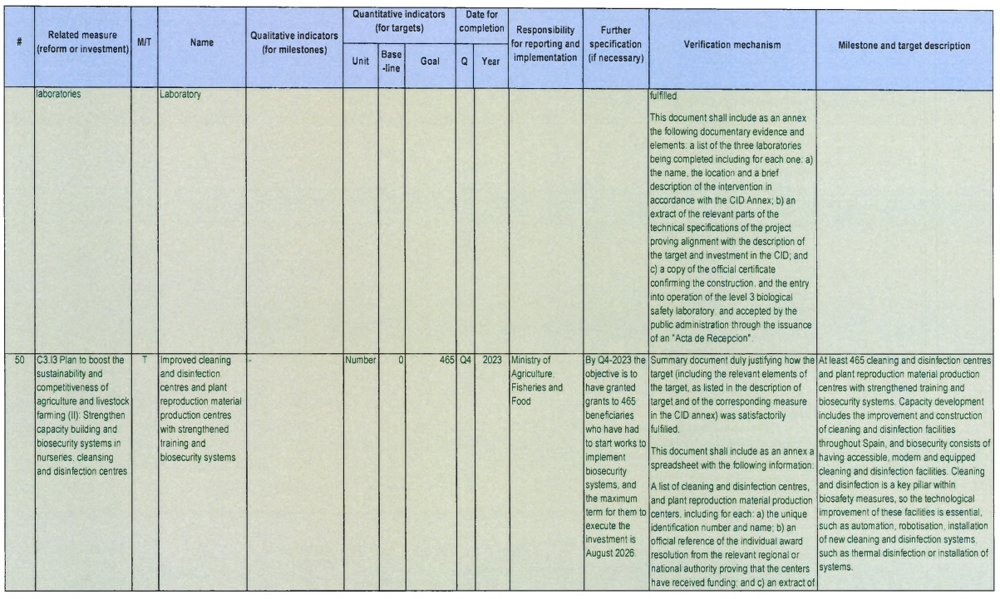 #
Related measure
(reform or investment)
M/T
Name
Qualitative indicators
(for milestones)
Quantitative indicators
(for targets)
Unit
Base
-line
Goal
Date for
completion
Q
Year
Responsibility
for reporting and
implementation
Further
specification
(if necessary)
Verification mechanism
Milestone and target description
laboratories
Laboratory
fulfilled
This document shall include as an annex
the following documentary evidence and
elements: a list of the three laboratories
being completed including for each one: a)
the name, the location and a brief
description of the intervention in
accordance with the CID Annex; b) an
extract of the relevant parts of the
technical specifications of the project
proving alignment with the description of
the target and investment in the CID; and
c) a copy of the official certificate
confirming the construction, and the entry
into operation of the level 3 biological
safety laboratory, and accepted by the
public administration through the issuance
of an "Acta de Recepcion".
50
C3.I3 Plan to boost the
sustainability and
competitiveness of
agriculture and livestock
farming (II): Strengthen
capacity building and
biosecurity systems in
nurseries, cleansing
and disinfection centres
T
Improved cleaning
and disinfection
centres and plant
reproduction material
production centres
with strengthened
training and
biosecurity systems
-
Number
0
465
Q4
2023
Ministry of
Agriculture,
Fisheries and
Food
By Q4-2023 the
objective is to
have granted
grants to 465
beneficiaries
who have had
to start works to
implement
biosecurity
systems, and
the maximum
term for them to
execute the
investment is
August 2026.
Summary document duly justifying how the
target (including the relevant elements of
the target, as listed in the description of
target and of the corresponding measure
in the CID annex) was satisfactorily
fulfilled.
This document shall include as an annex a
spreadsheet with the following information:
A list of cleaning and disinfection centres,
and plant reproduction material production
centers, including for each: a) the unique
identification number and name; b) an
official reference of the individual award
resolution from the relevant regional or
national authority proving that the centers
have received funding; and c) an extract of
At least 465 cleaning and disinfection centres
and plant reproduction material production
centres with strengthened training and
biosecurity systems. Capacity development
includes the improvement and construction
of cleaning and disinfection facilities
throughout Spain, and biosecurity consists of
having accessible, modern and equipped
cleaning and disinfection facilities. Cleaning
and disinfection is a key pillar within
biosafety measures, so the technological
improvement of these facilities is essential,
such as automation, robotisation, installation
of new cleaning and disinfection systems,
such as thermal disinfection or installation of
systems.